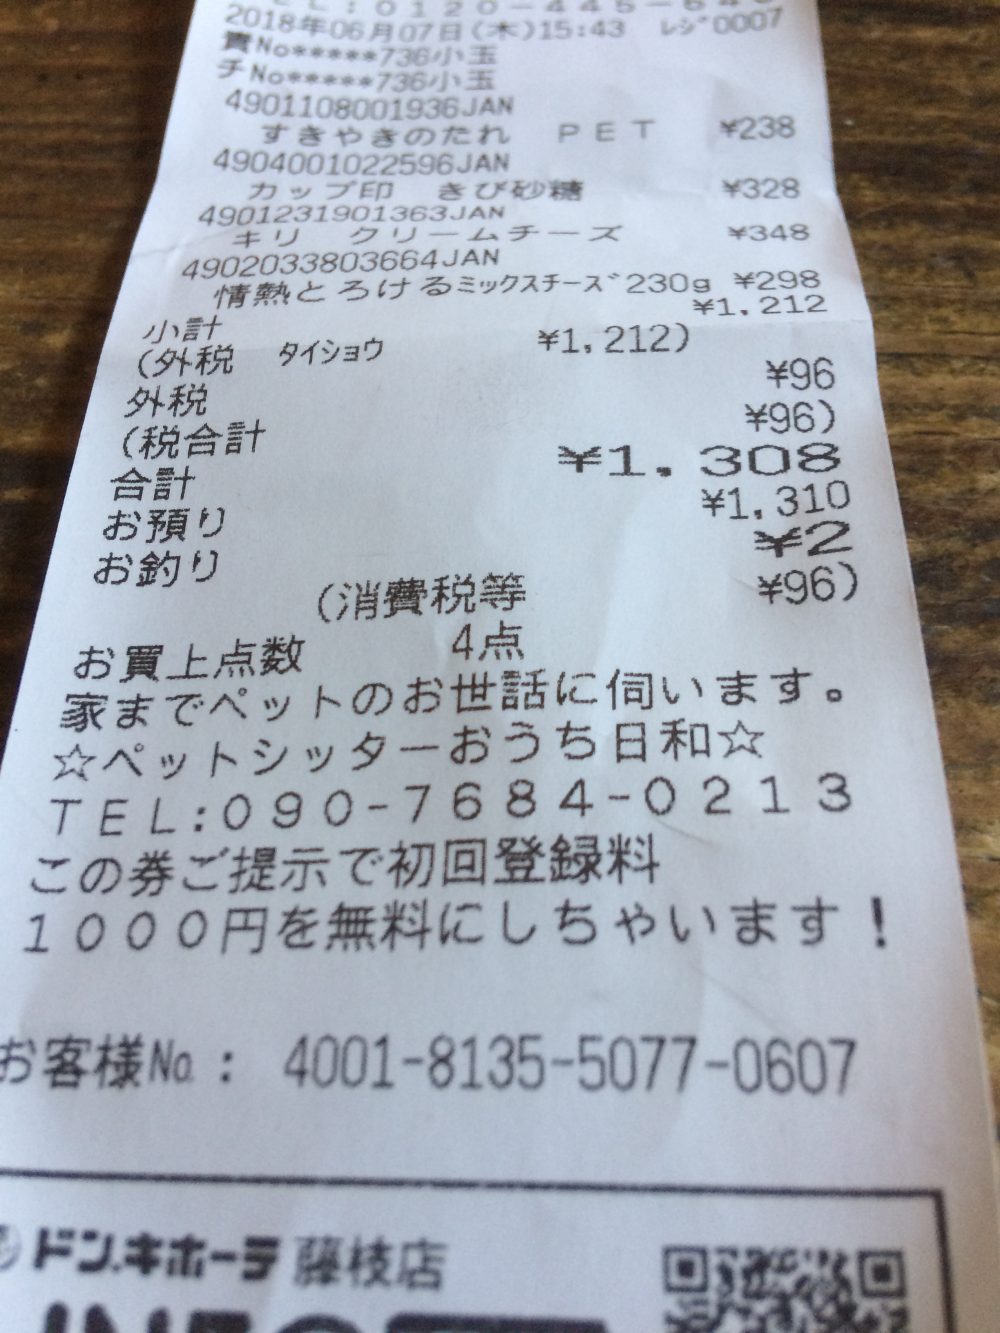 TEL:0120-445-64
2018年06月07日(木)15:43 レジ0007
責No*****736小玉
チNo*****736小玉
4901108001936JAN
すきやきのたれ PET ¥238
4904001022596JAN
カップ印 きび砂糖 ¥328
4901231901363JAN
キリ クリームチーズ ¥348
4902033803664JAN
情熱とろけるミックスチーズ230g ¥298
小計 ¥1,212
(外税 タイショウ ¥1,212)
外税 ¥96
(税合計 ¥96)
合計 ¥1,308
お預り ¥1,310
お釣り ¥2
(消費税等 ¥96)
お買上点数 4点
家までペットのお世話に伺います。
☆ペットシッターおうち日和☆
TEL:090-7684-0213
この券ご提示で初回登録料
1000円を無料にしちゃいます!
お客様No: 4001-8135-5077-0607
ドン.キホーテ 藤枝店